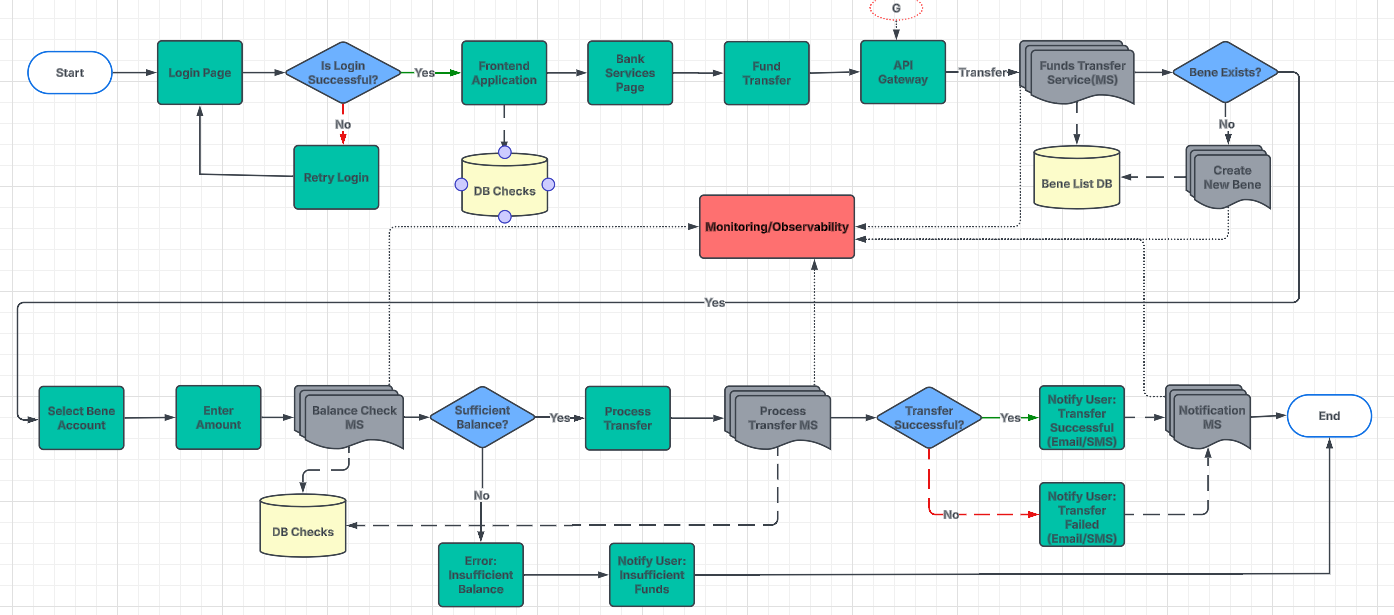 G
Start
Login Page
Is Login
Successful?
Yes
Frontend
Application
Bank
Services
Page
Fund
Transfer
API
Gateway
Transfer
Funds Transfer
Service(MS)
Bene Exists?
No
No
Retry Login
DB Checks
Bene List DB
Create
New Bene
Monitoring/Observability
Yes
Select Bene
Account
Enter
Amount
Balance Check
MS
Sufficient
Balance?
Yes
Process
Transfer
Process
Transfer MS
Transfer
Successful?
Yes
Notify User:
Transfer
Successful
(Email/SMS)
Notification
MS
End
No
No
Notify User:
Transfer
Failed
(Email/SMS)
DB Checks
Error:
Insufficient
Balance
Notify User:
Insufficient
Funds